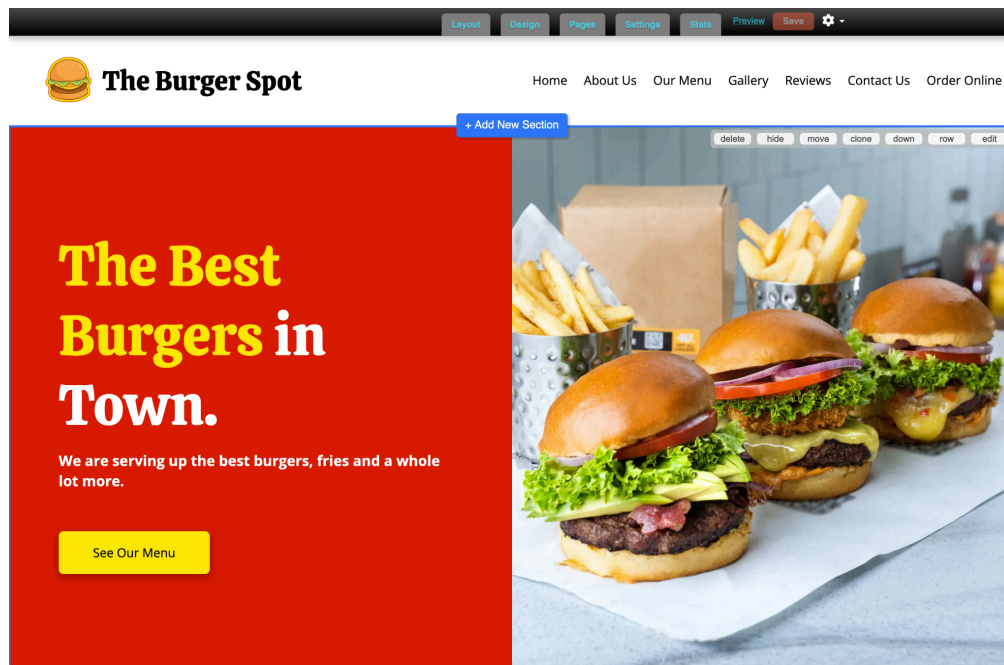 Layout Design Pages Settings Stats Preview Save
The Burger Spot
Home About Us Our Menu Gallery Reviews Contact Us Order Online
+ Add New Section
delete hide move clone down row edit
The Best
Burgers in
Town.
We are serving up the best burgers, fries and a whole
lot more.
See Our Menu